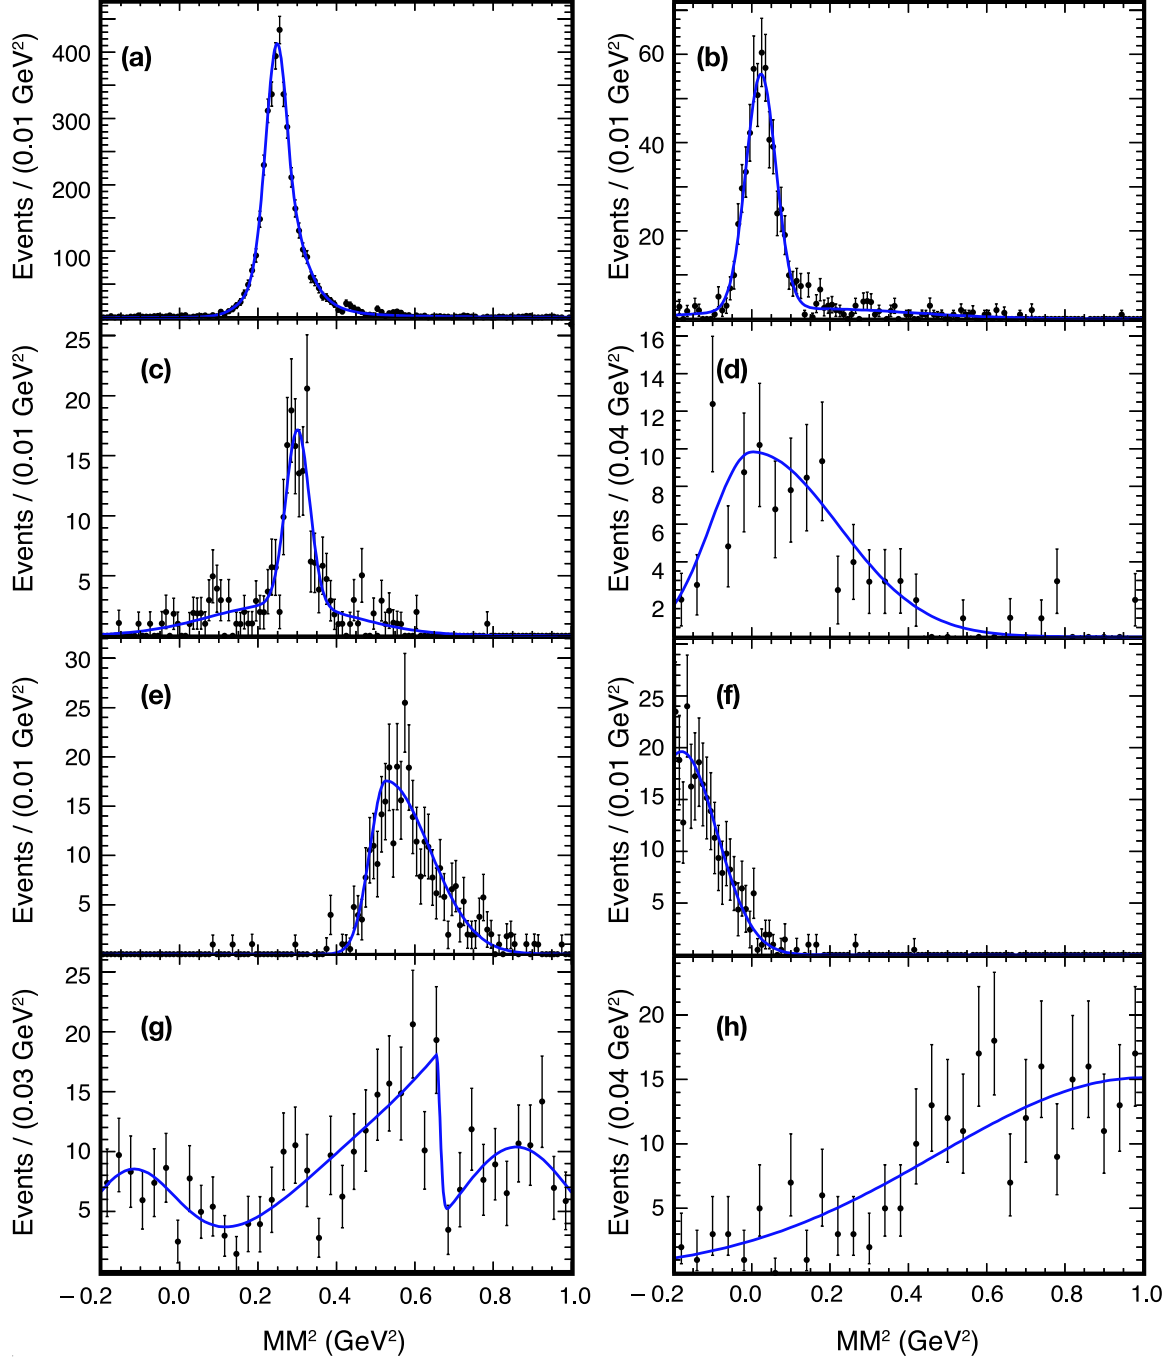 (a)
Events / (0.01 GeV²)
400
300
200
100
(b)
Events / (0.01 GeV²)
60
40
20
(c)
Events / (0.01 GeV²)
25
20
15
10
5
(d)
Events / (0.04 GeV²)
16
14
12
10
8
6
4
2
(e)
Events / (0.01 GeV²)
30
25
20
15
10
5
(f)
Events / (0.01 GeV²)
25
20
15
10
5
(g)
Events / (0.03 GeV²)
25
20
15
10
5
(h)
Events / (0.04 GeV²)
20
15
10
5
−0.2 0.0 0.2 0.4 0.6 0.8 1.0
MM² (GeV²)
−0.2 0.0 0.2 0.4 0.6 0.8 1.0
MM² (GeV²)